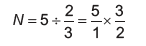 N = 5 ÷ 2/3 = 5/1 × 3/2